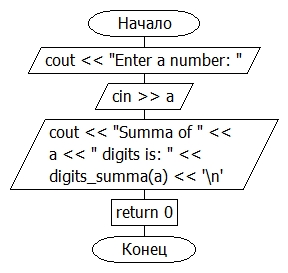 Начало
cout << "Enter a number: "
cin >> a
cout << "Summa of " <<
a << " digits is: " <<
digits_summa(a) << '\n'
return 0
Конец